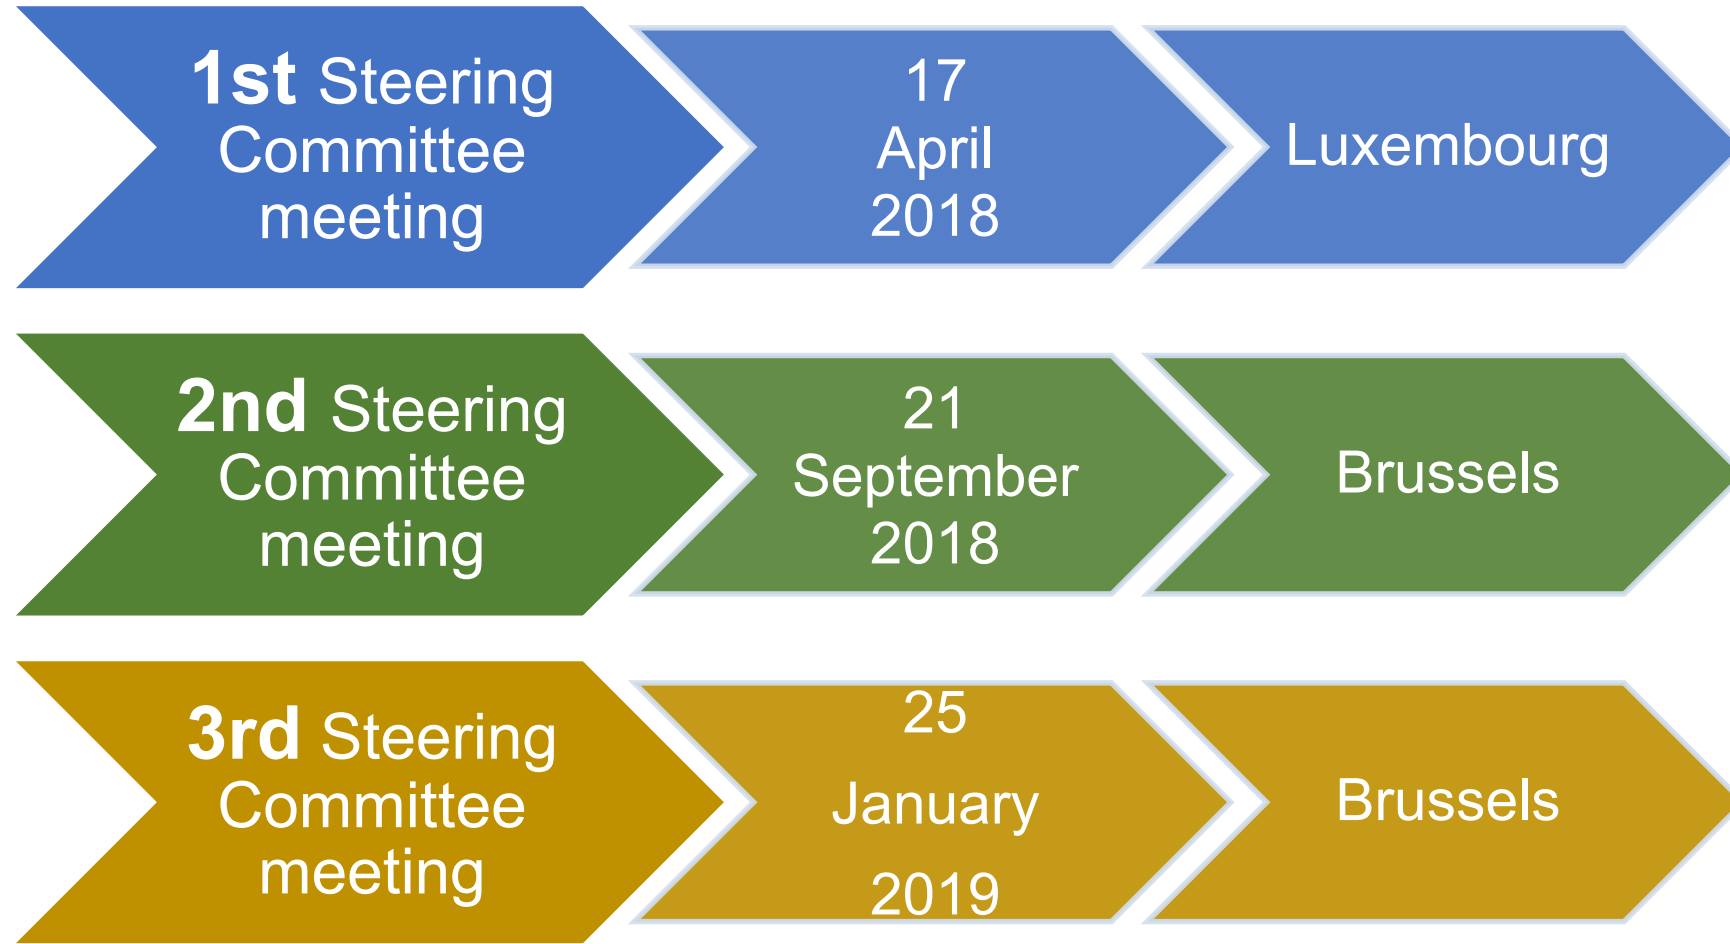 1st Steering
Committee
meeting
17
April
2018
Luxembourg
2nd Steering
Committee
meeting
21
September
2018
Brussels
3rd Steering
Committee
meeting
25
January
2019
Brussels